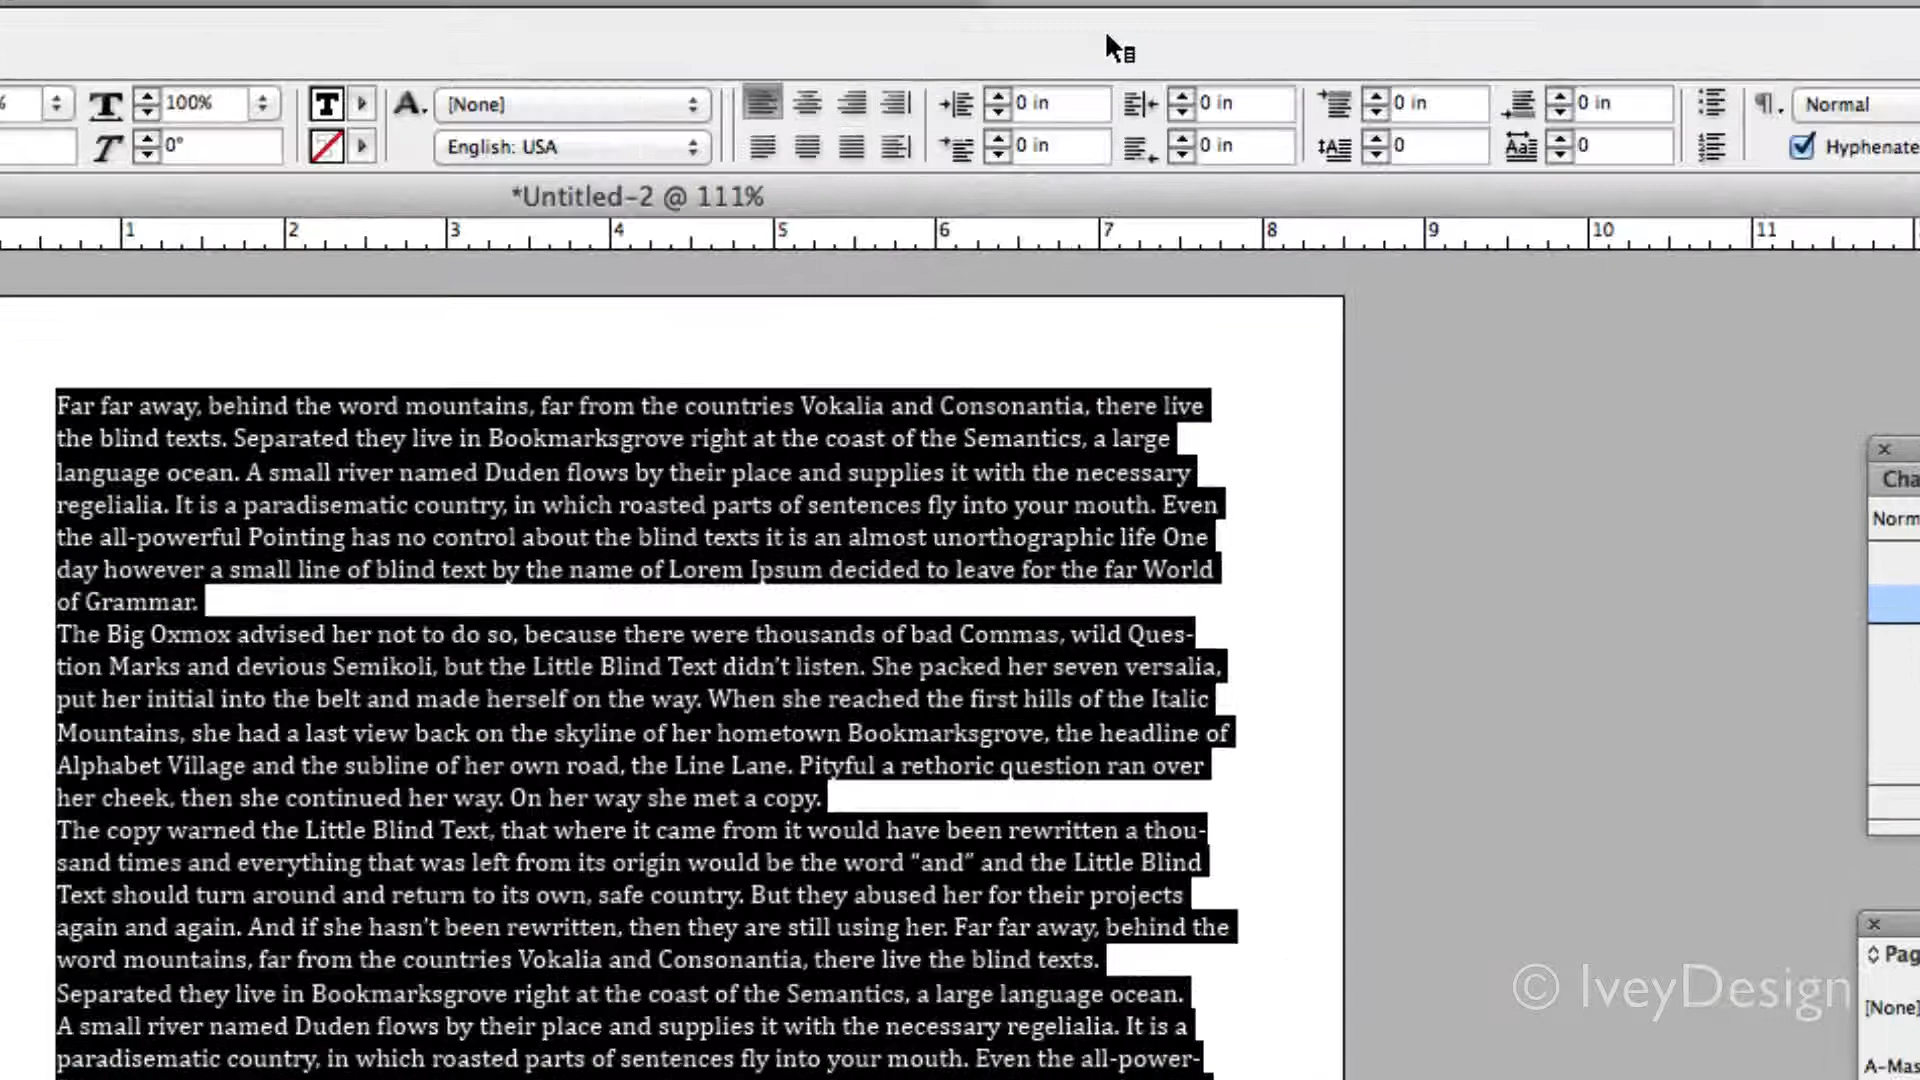 %
100%
[None]
0 in
0 in
0 in
0 in
Normal
0°
English: USA
0 in
0 in
0
0
Hyphenate
*Untitled-2 @ 111%
1
2
3
4
5
6
7
8
9
10
11
Far far away, behind the word mountains, far from the countries Vokalia and Consonantia, there live
the blind texts. Separated they live in Bookmarksgrove right at the coast of the Semantics, a large
language ocean. A small river named Duden flows by their place and supplies it with the necessary
regelialia. It is a paradisematic country, in which roasted parts of sentences fly into your mouth. Even
the all-powerful Pointing has no control about the blind texts it is an almost unorthographic life One
day however a small line of blind text by the name of Lorem Ipsum decided to leave for the far World
of Grammar.
The Big Oxmox advised her not to do so, because there were thousands of bad Commas, wild Ques-
tion Marks and devious Semikoli, but the Little Blind Text didn’t listen. She packed her seven versalia,
put her initial into the belt and made herself on the way. When she reached the first hills of the Italic
Mountains, she had a last view back on the skyline of her hometown Bookmarksgrove, the headline of
Alphabet Village and the subline of her own road, the Line Lane. Pityful a rethoric question ran over
her cheek, then she continued her way. On her way she met a copy.
The copy warned the Little Blind Text, that where it came from it would have been rewritten a thou-
sand times and everything that was left from its origin would be the word “and” and the Little Blind
Text should turn around and return to its own, safe country. But they abused her for their projects
again and again. And if she hasn’t been rewritten, then they are still using her. Far far away, behind the
word mountains, far from the countries Vokalia and Consonantia, there live the blind texts.
Separated they live in Bookmarksgrove right at the coast of the Semantics, a large language ocean.
A small river named Duden flows by their place and supplies it with the necessary regelialia. It is a
paradisematic country, in which roasted parts of sentences fly into your mouth. Even the all-power-
Cha
Norm
Pag
[None]
A-Mas
© IveyDesign